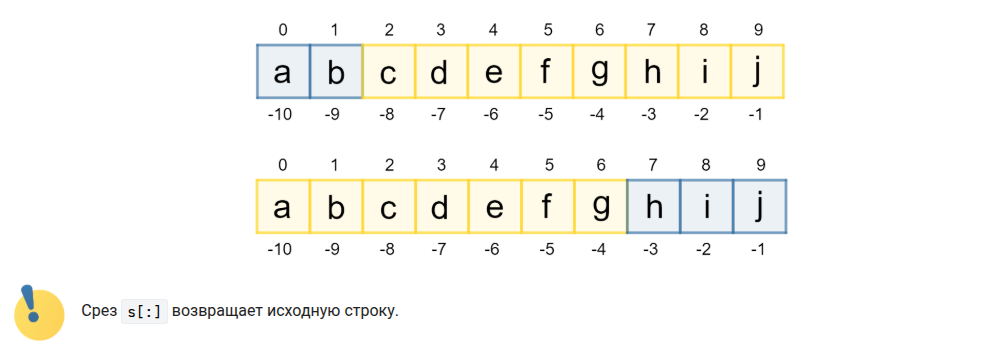 0 1 2 3 4 5 6 7 8 9
a b c d e f g h i j
-10 -9 -8 -7 -6 -5 -4 -3 -2 -1
0 1 2 3 4 5 6 7 8 9
a b c d e f g h i j
-10 -9 -8 -7 -6 -5 -4 -3 -2 -1
Срез s[:] возвращает исходную строку.